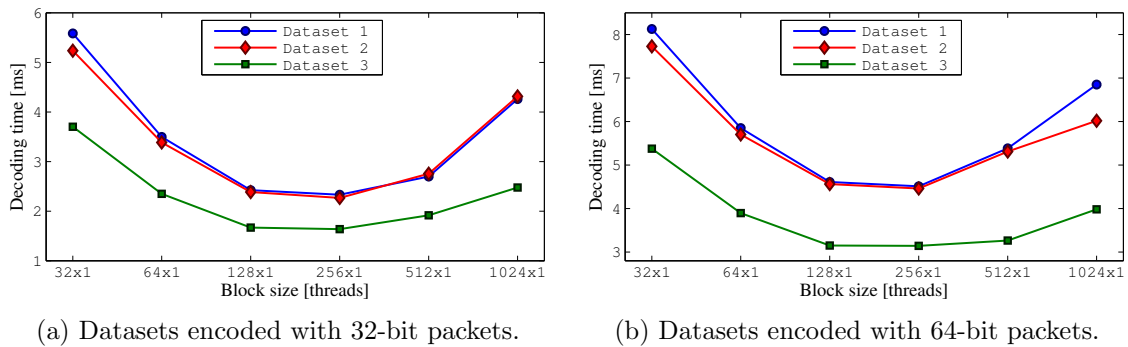 6
5
4
3
2
1
Decoding time [ms]
Dataset 1
Dataset 2
Dataset 3
32x1 64x1 128x1 256x1 512x1 1024x1
Block size [threads]
(a) Datasets encoded with 32-bit packets.
8
7
6
5
4
3
Decoding time [ms]
Dataset 1
Dataset 2
Dataset 3
32x1 64x1 128x1 256x1 512x1 1024x1
Block size [threads]
(b) Datasets encoded with 64-bit packets.